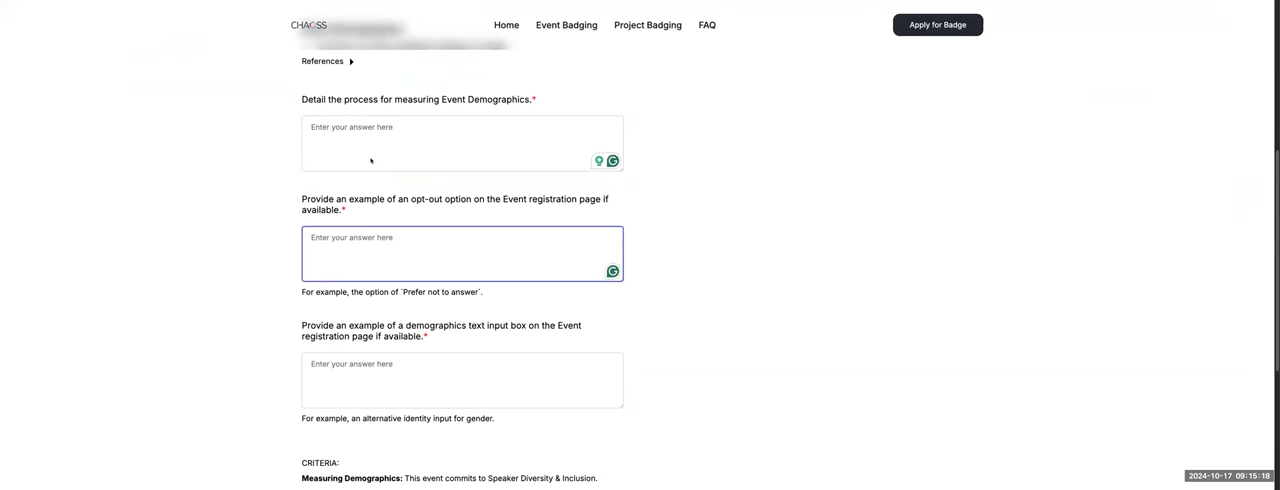 CHAOSS Home Event Badging Project Badging FAQ Apply for Badge
References
Detail the process for measuring Event Demographics.*
Enter your answer here
Provide an example of an opt-out option on the Event registration page if
available.*
Enter your answer here
For example, the option of `Prefer not to answer`.
Provide an example of a demographics text input box on the Event
registration page if available.*
Enter your answer here
For example, an alternative identity input for gender.
CRITERIA:
Measuring Demographics: This event commits to Speaker Diversity & Inclusion.
2024-10-17 09:15:18